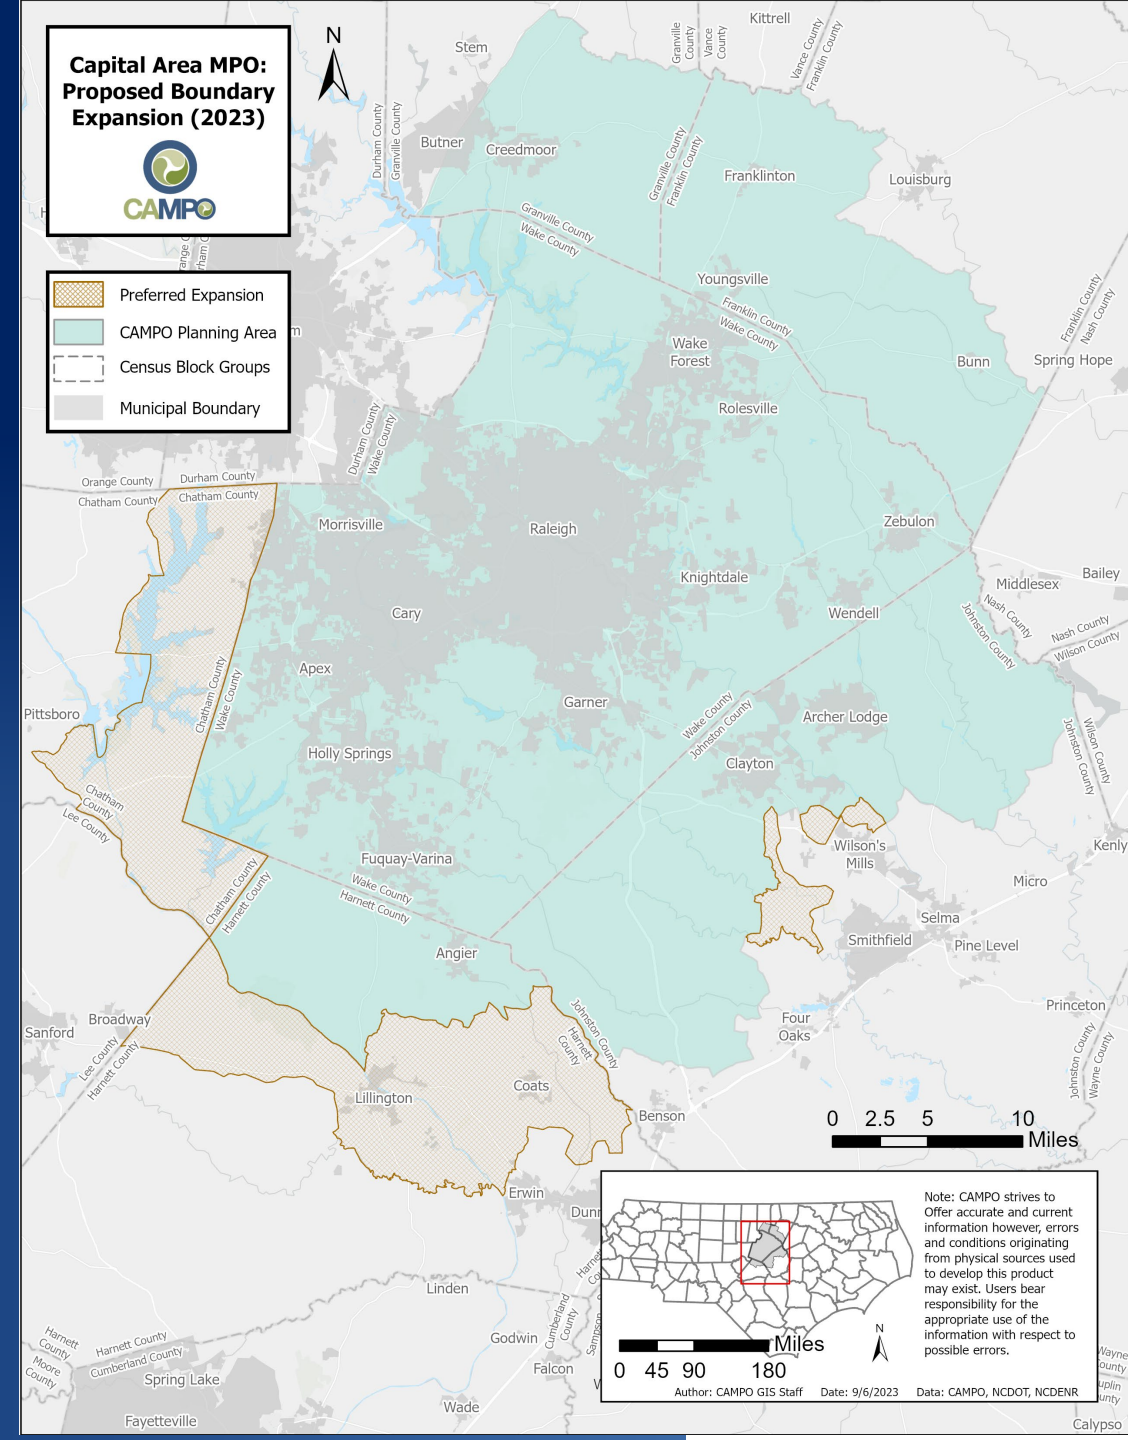 Capital Area MPO:
Proposed Boundary
Expansion (2023)
CAMPO
N
Preferred Expansion
CAMPO Planning Area
Census Block Groups
Municipal Boundary
Kittrell
Stem
Granville
County
Vance
County
Vance County
Franklin County
Durham County
Granville County
Butner
Creedmoor
Granville County
Franklin County
Franklinton
Louisburg
Granville County
Wake County
Youngsville
Franklin County
Wake County
Franklin County
Nash County
Wake
Forest
Bunn
Spring Hope
Rolesville
Durham County
Wake County
Orange County
Chatham County
Durham County
Chatham County
Morrisville
Raleigh
Zebulon
Knightdale
Middlesex
Bailey
Cary
Wendell
Nash County
Johnston County
Nash County
Wilson County
Apex
Chatham County
Wake County
Garner
Wake County
Johnston County
Archer Lodge
Pittsboro
Wilson County
Johnston County
Holly Springs
Clayton
Chatham
County
Lee County
Wilson's
Mills
Kenly
Fuquay-Varina
Micro
Wake County
Harnett County
Chatham County
Harnett County
Selma
Smithfield
Pine Level
Angier
Princeton
Broadway
Sanford
Four
Oaks
Johnston County
Harnett
County
Lee County
Harnett County
Johnston County
Wayne County
Coats
Lillington
Benson
0 2.5 5 10
Miles
Erwin
Dunn
Linden
Cumberland
County
Godwin
Falcon
Harnett
County
Moore
County
Harnett County
Cumberland County
Spring Lake
Wade
Fayetteville
Calypso
N
Miles
0 45 90 180
Note: CAMPO strives to
Offer accurate and current
information however, errors
and conditions originating
from physical sources used
to develop this product
may exist. Users bear
responsibility for the
appropriate use of the
information with respect to
possible errors.
Author: CAMPO GIS Staff Date: 9/6/2023 Data: CAMPO, NCDOT, NCDENR